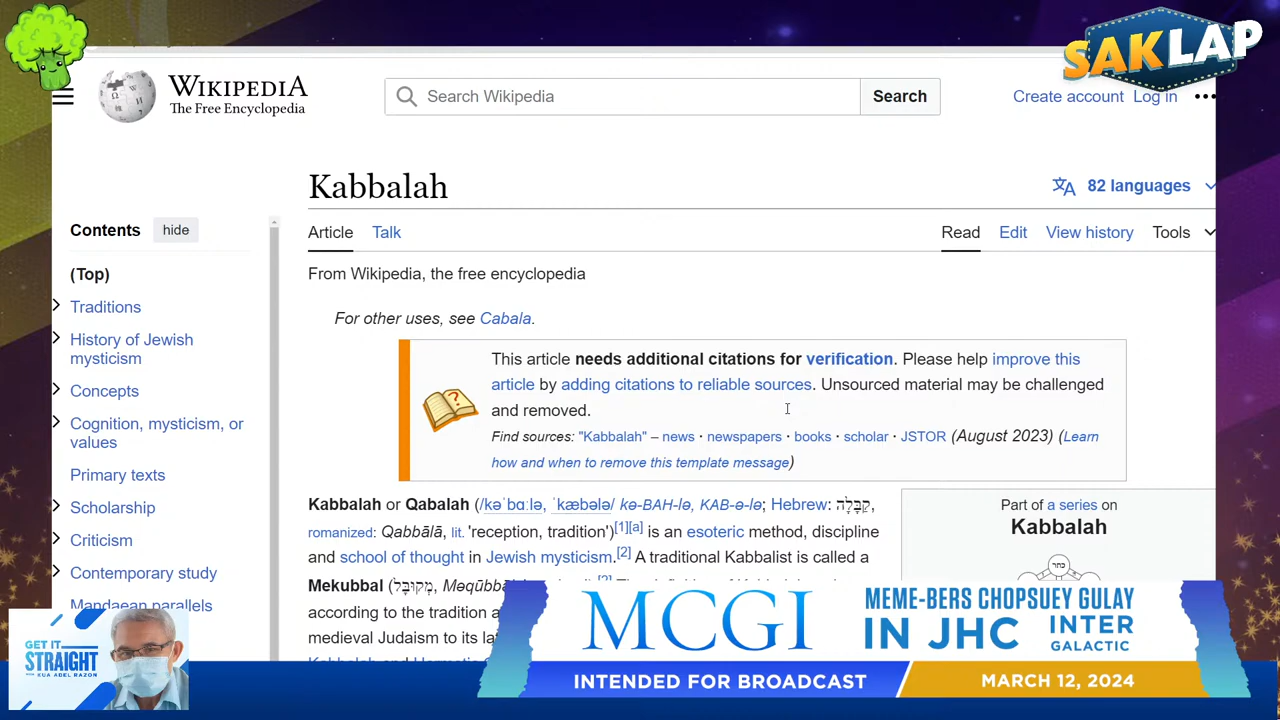 SAKLAP
WIKIPEDIA
The Free Encyclopedia
Search Wikipedia
Search
Create account Log in •••
Kabbalah
82 languages
Contents hide
Article Talk
Read Edit View history Tools
(Top)
Traditions
History of Jewish
mysticism
Concepts
Cognition, mysticism, or
values
Primary texts
Scholarship
Criticism
Contemporary study
Mandaean parallels
From Wikipedia, the free encyclopedia
For other uses, see Cabala.
This article needs additional citations for verification. Please help improve this
article by adding citations to reliable sources. Unsourced material may be challenged
and removed.
Find sources: "Kabbalah" – news · newspapers · books · scholar · JSTOR (August 2023) (Learn
how and when to remove this template message)
Kabbalah or Qabalah (/kəˈbɑːlə, ˈkæbələ/ kə-BAH-lə, KAB-ə-lə; Hebrew: קַבָּלָה,
romanized: Qabbālā, lit. 'reception, tradition')[1][a] is an esoteric method, discipline
and school of thought in Jewish mysticism.[2] A traditional Kabbalist is called a
Mekubbal (מְקוּבָּל, Məqūbbā
according to the tradition a
medieval Judaism to its la
Part of a series on
Kabbalah
כתר
GET IT
STRAIGHT
WITH KUA ADEL RAZON
MCGI
INTENDED FOR BROADCAST
MEME-BERS CHOPSUEY GULAY
IN JHC INTER
GALACTIC
MARCH 12, 2024